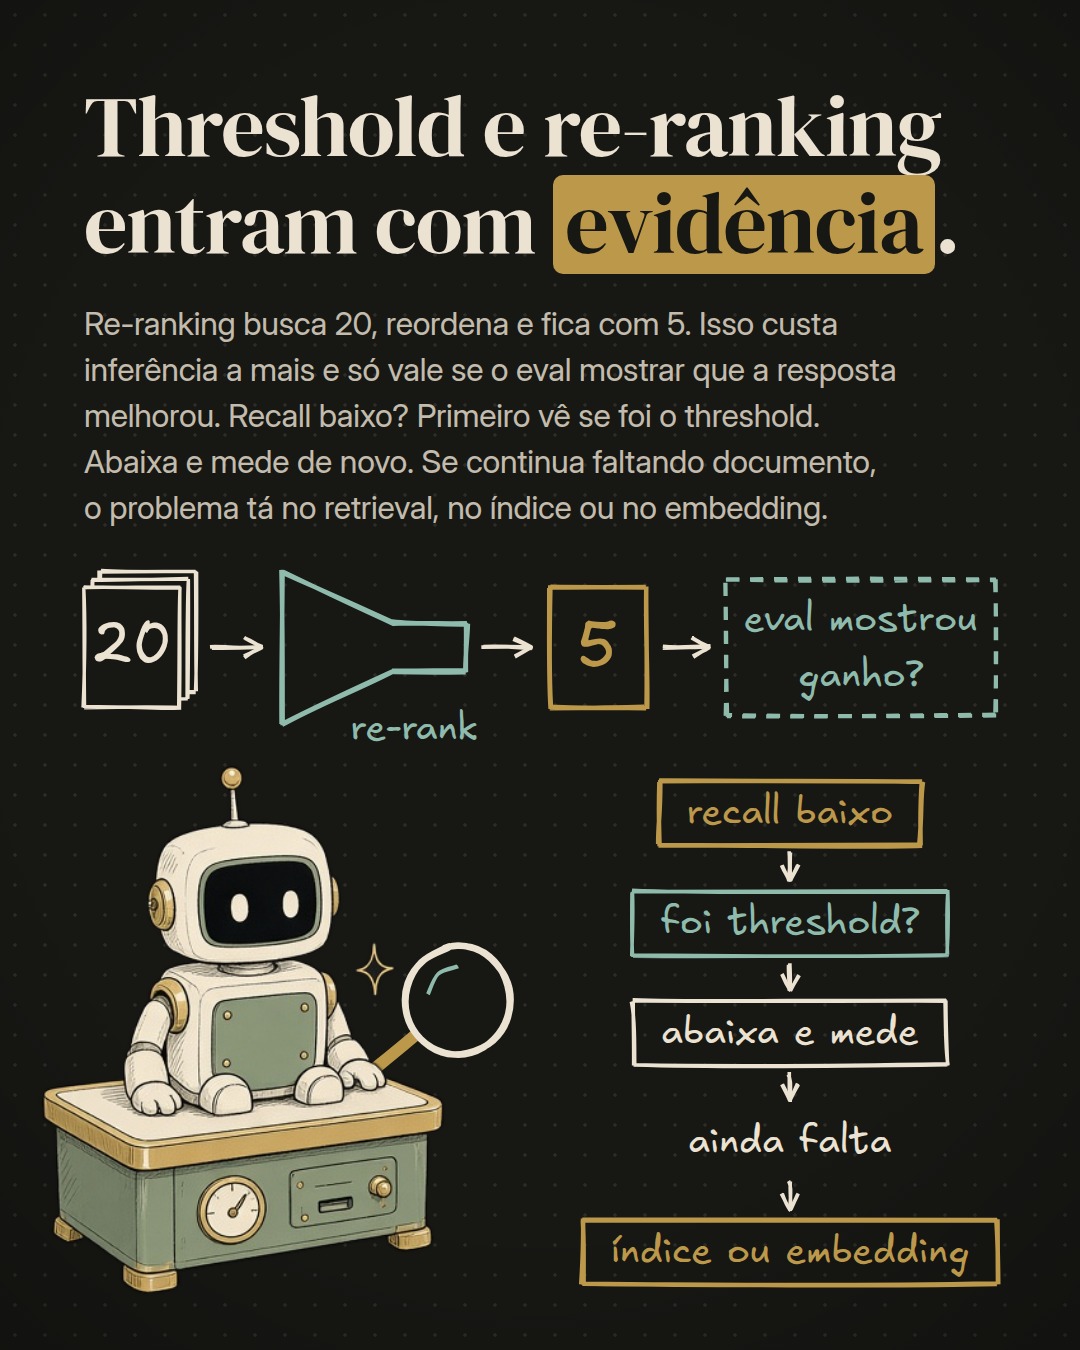 Threshold e re-ranking
entram com evidência.
Re-ranking busca 20, reordena e fica com 5. Isso custa
inferência a mais e só vale se o eval mostrar que a resposta
melhorou. Recall baixo? Primeiro vê se foi o threshold.
Abaixa e mede de novo. Se continua faltando documento,
o problema tá no retrieval, no índice ou no embedding.
20
re-rank
5
eval mostrou
ganho?
recall baixo
foi threshold?
abaixa e mede
ainda falta
índice ou embedding